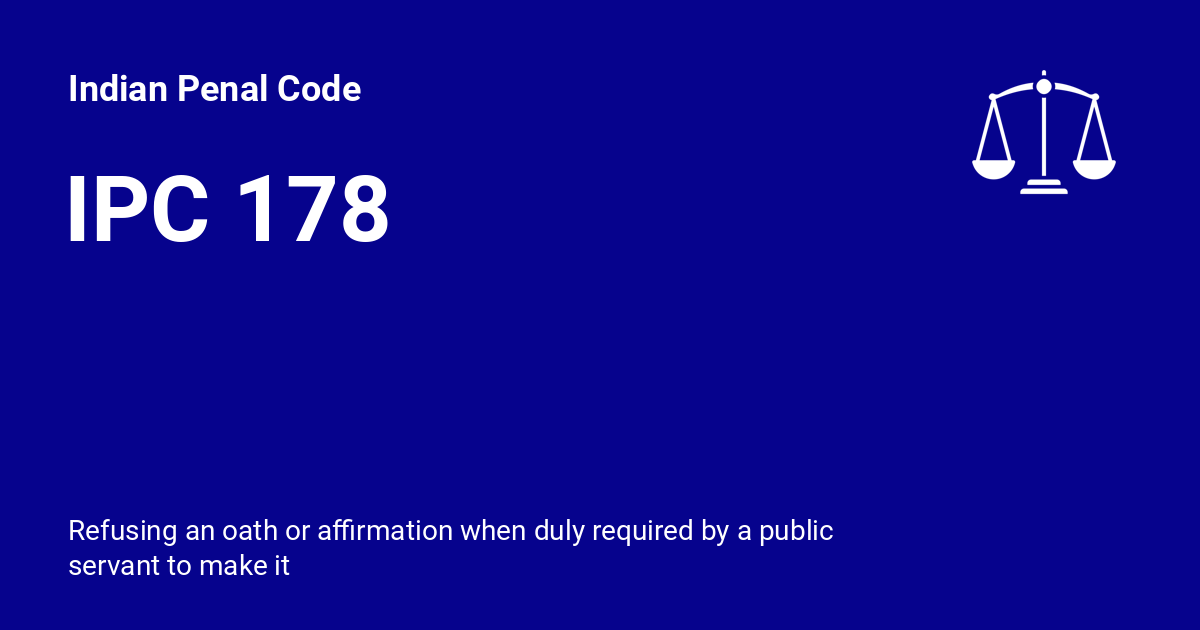 Indian Penal Code
IPC 178
Refusing an oath or affirmation when duly required by a public
servant to make it